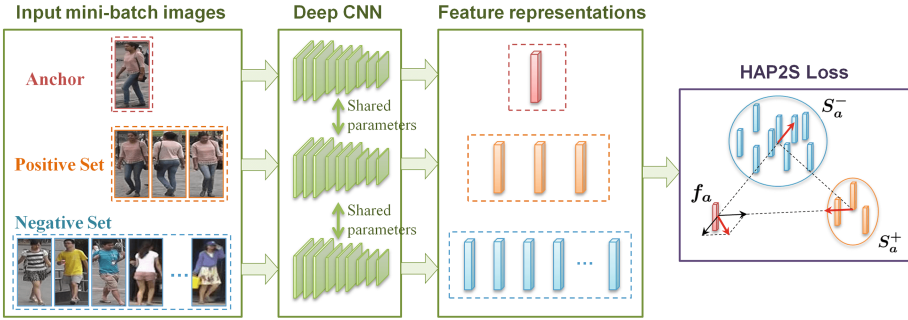 Input mini-batch images
Deep CNN
Feature representations
HAP2S Loss
Anchor
Positive Set
Negative Set
...
Shared
parameters
Shared
parameters
...
S_a^-
f_a
S_a^+